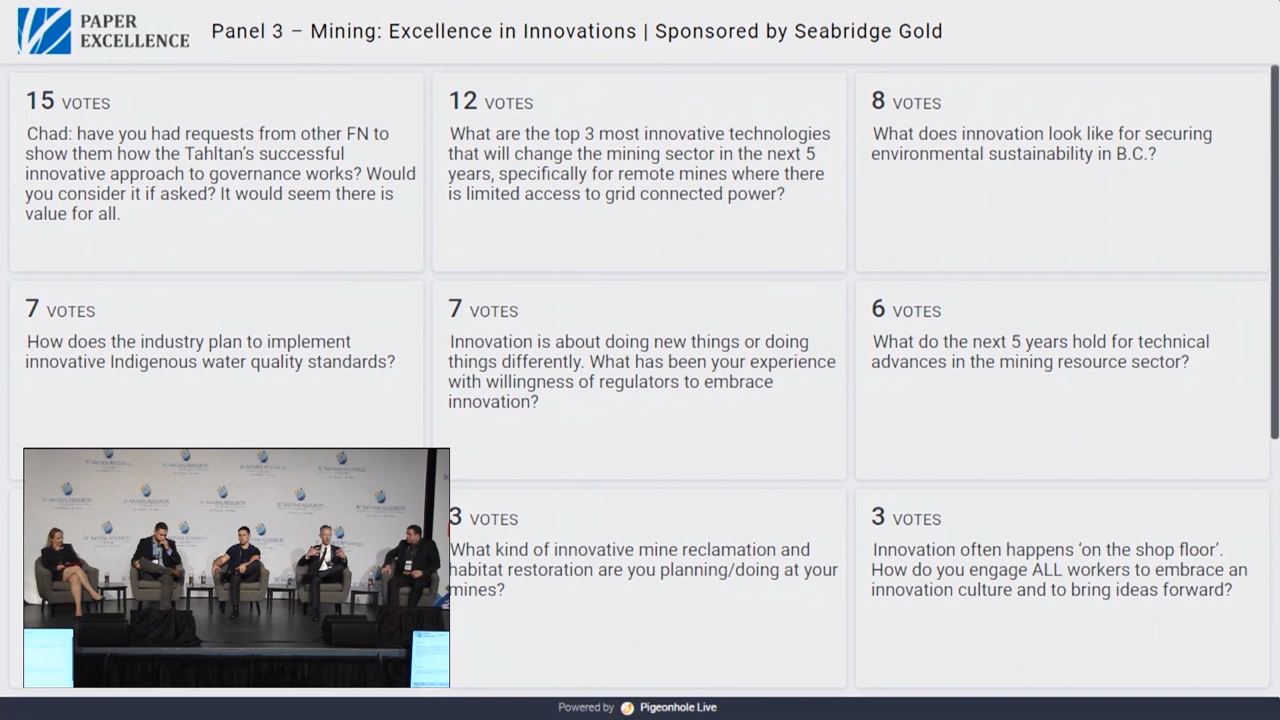 PAPER
EXCELLENCE
Panel 3 – Mining: Excellence in Innovations | Sponsored by Seabridge Gold
15 VOTES
Chad: have you had requests from other FN to
show them how the Tahltan’s successful
innovative approach to governance works? Would
you consider it if asked? It would seem there is
value for all.
12 VOTES
What are the top 3 most innovative technologies
that will change the mining sector in the next 5
years, specifically for remote mines where there
is limited access to grid connected power?
8 VOTES
What does innovation look like for securing
environmental sustainability in B.C.?
7 VOTES
How does the industry plan to implement
innovative Indigenous water quality standards?
7 VOTES
Innovation is about doing new things or doing
things differently. What has been your experience
with willingness of regulators to embrace
innovation?
6 VOTES
What do the next 5 years hold for technical
advances in the mining resource sector?
BC NATURAL RESOURCES
3 VOTES
What kind of innovative mine reclamation and
habitat restoration are you planning/doing at your
mines?
3 VOTES
Innovation often happens ‘on the shop floor’.
How do you engage ALL workers to embrace an
innovation culture and to bring ideas forward?
Powered by Pigeonhole Live